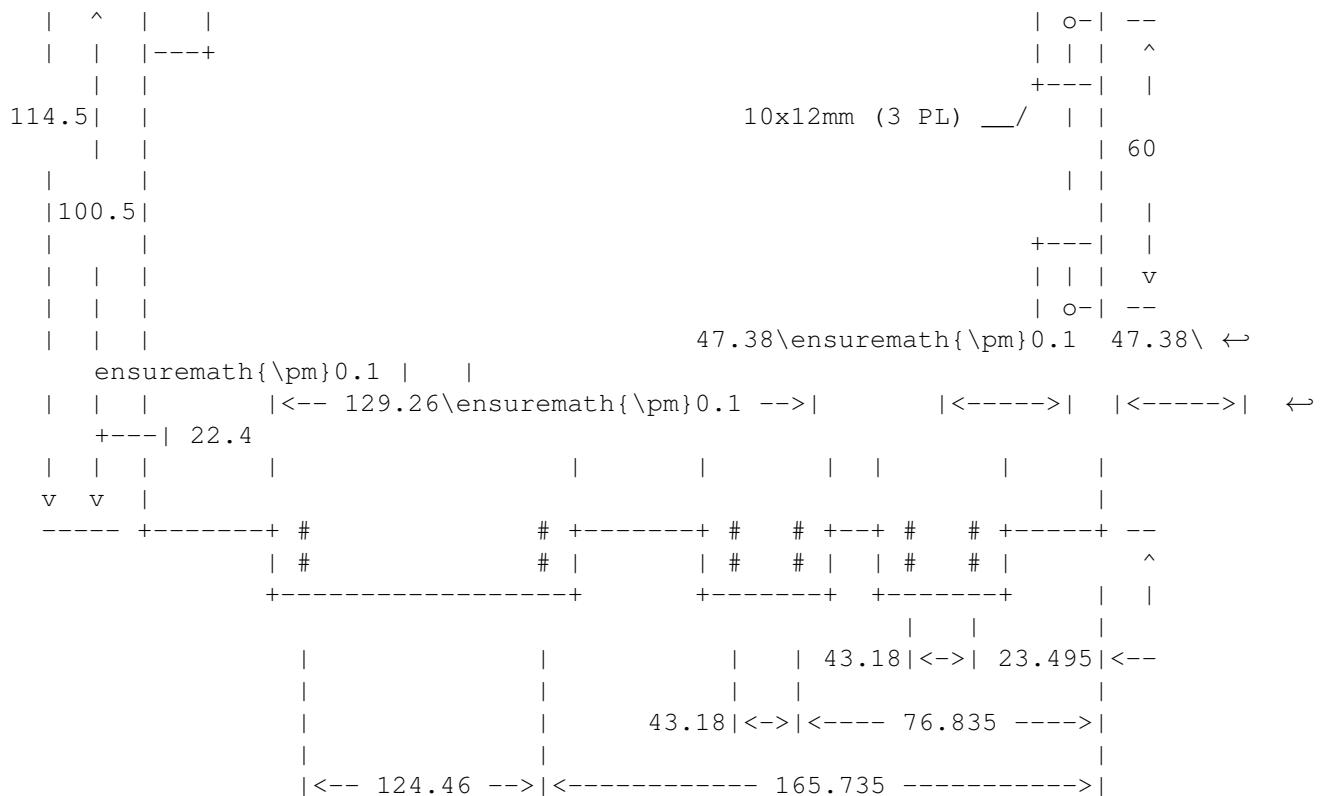 114.5
10x12mm (3 PL) __/
60
100.5
47.38\ensuremath{\pm}0.1 47.38\ ↩
ensuremath{\pm}0.1
|<-- 129.26\ensuremath{\pm}0.1 -->| |<----->| |<----->| ↩
+---| 22.4
43.18|<->| 23.495|<--
43.18|<->|<---- 76.835 ---->|
|<-- 124.46 -->|<------------ 165.735 ----------->|